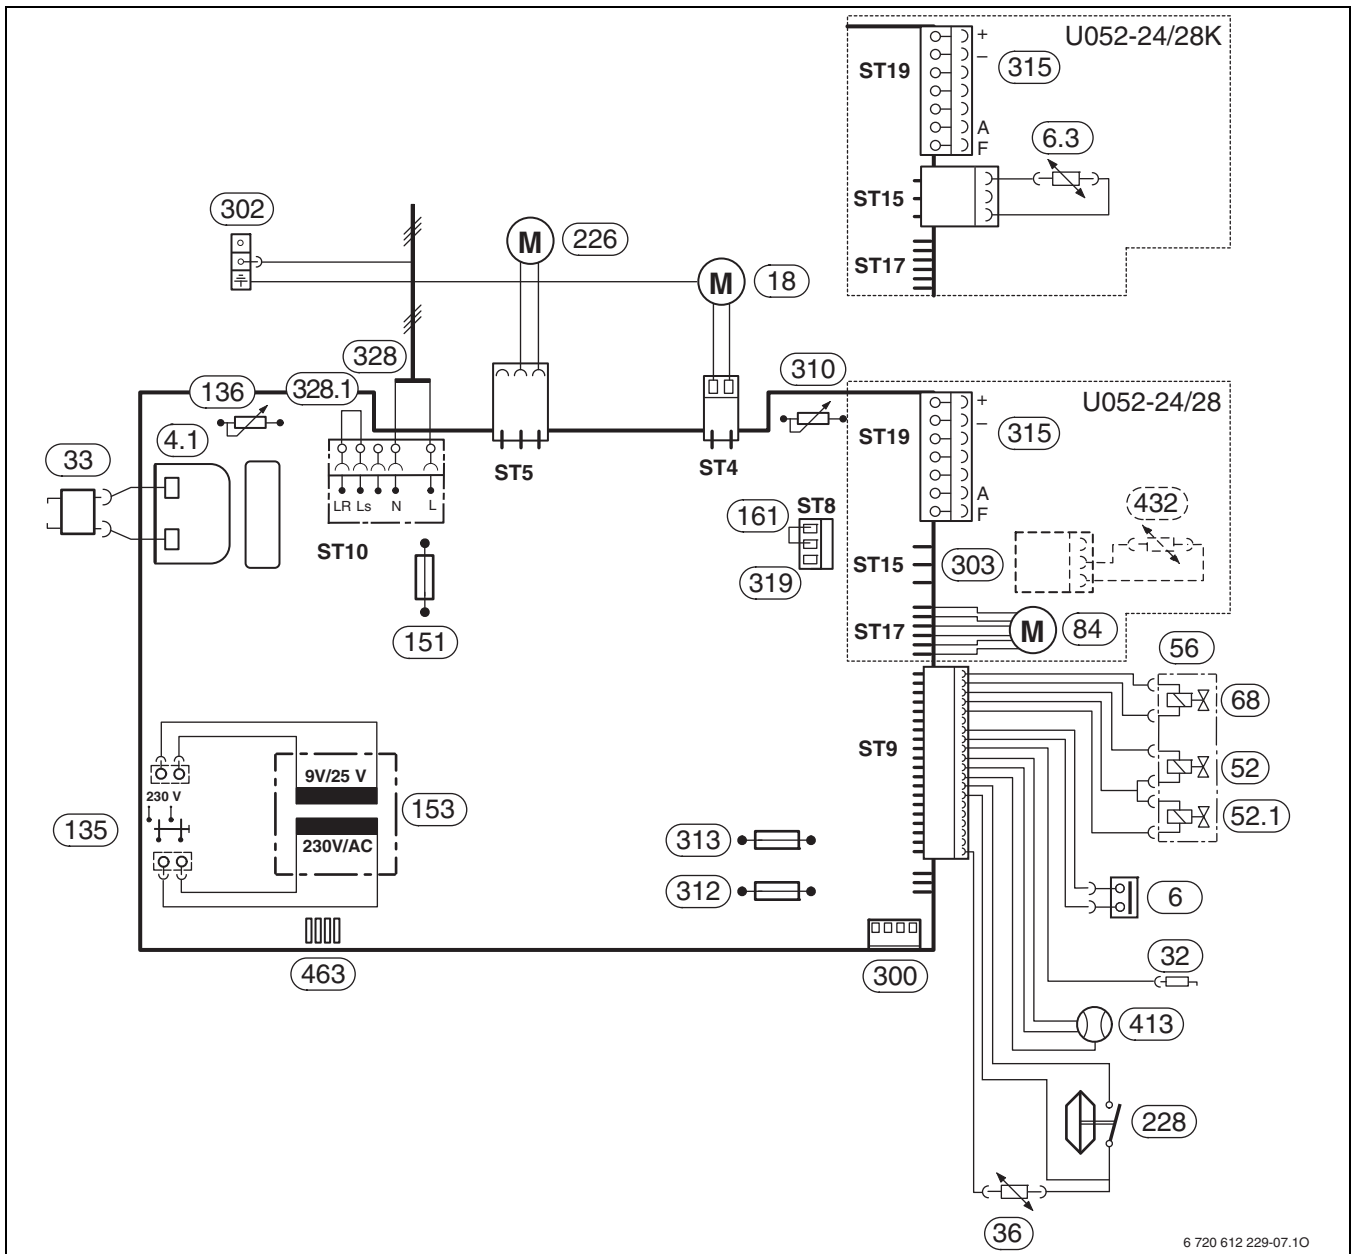 U052-24/28K
+
–
ST19
315
A
F
6.3
ST15
ST17
302
M
226
M
18
328
136
328.1
310
4.1
33
U052-24/28
+
–
ST19
315
A
F
ST5
ST4
LR Ls N L
ST10
161
ST8
319
432
ST15
303
151
ST17
M
84
56
68
ST9
52
52.1
9V/25 V
230 V
153
135
230V/AC
313
312
6
463
300
32
413
228
36
6 720 612 229-07.1O